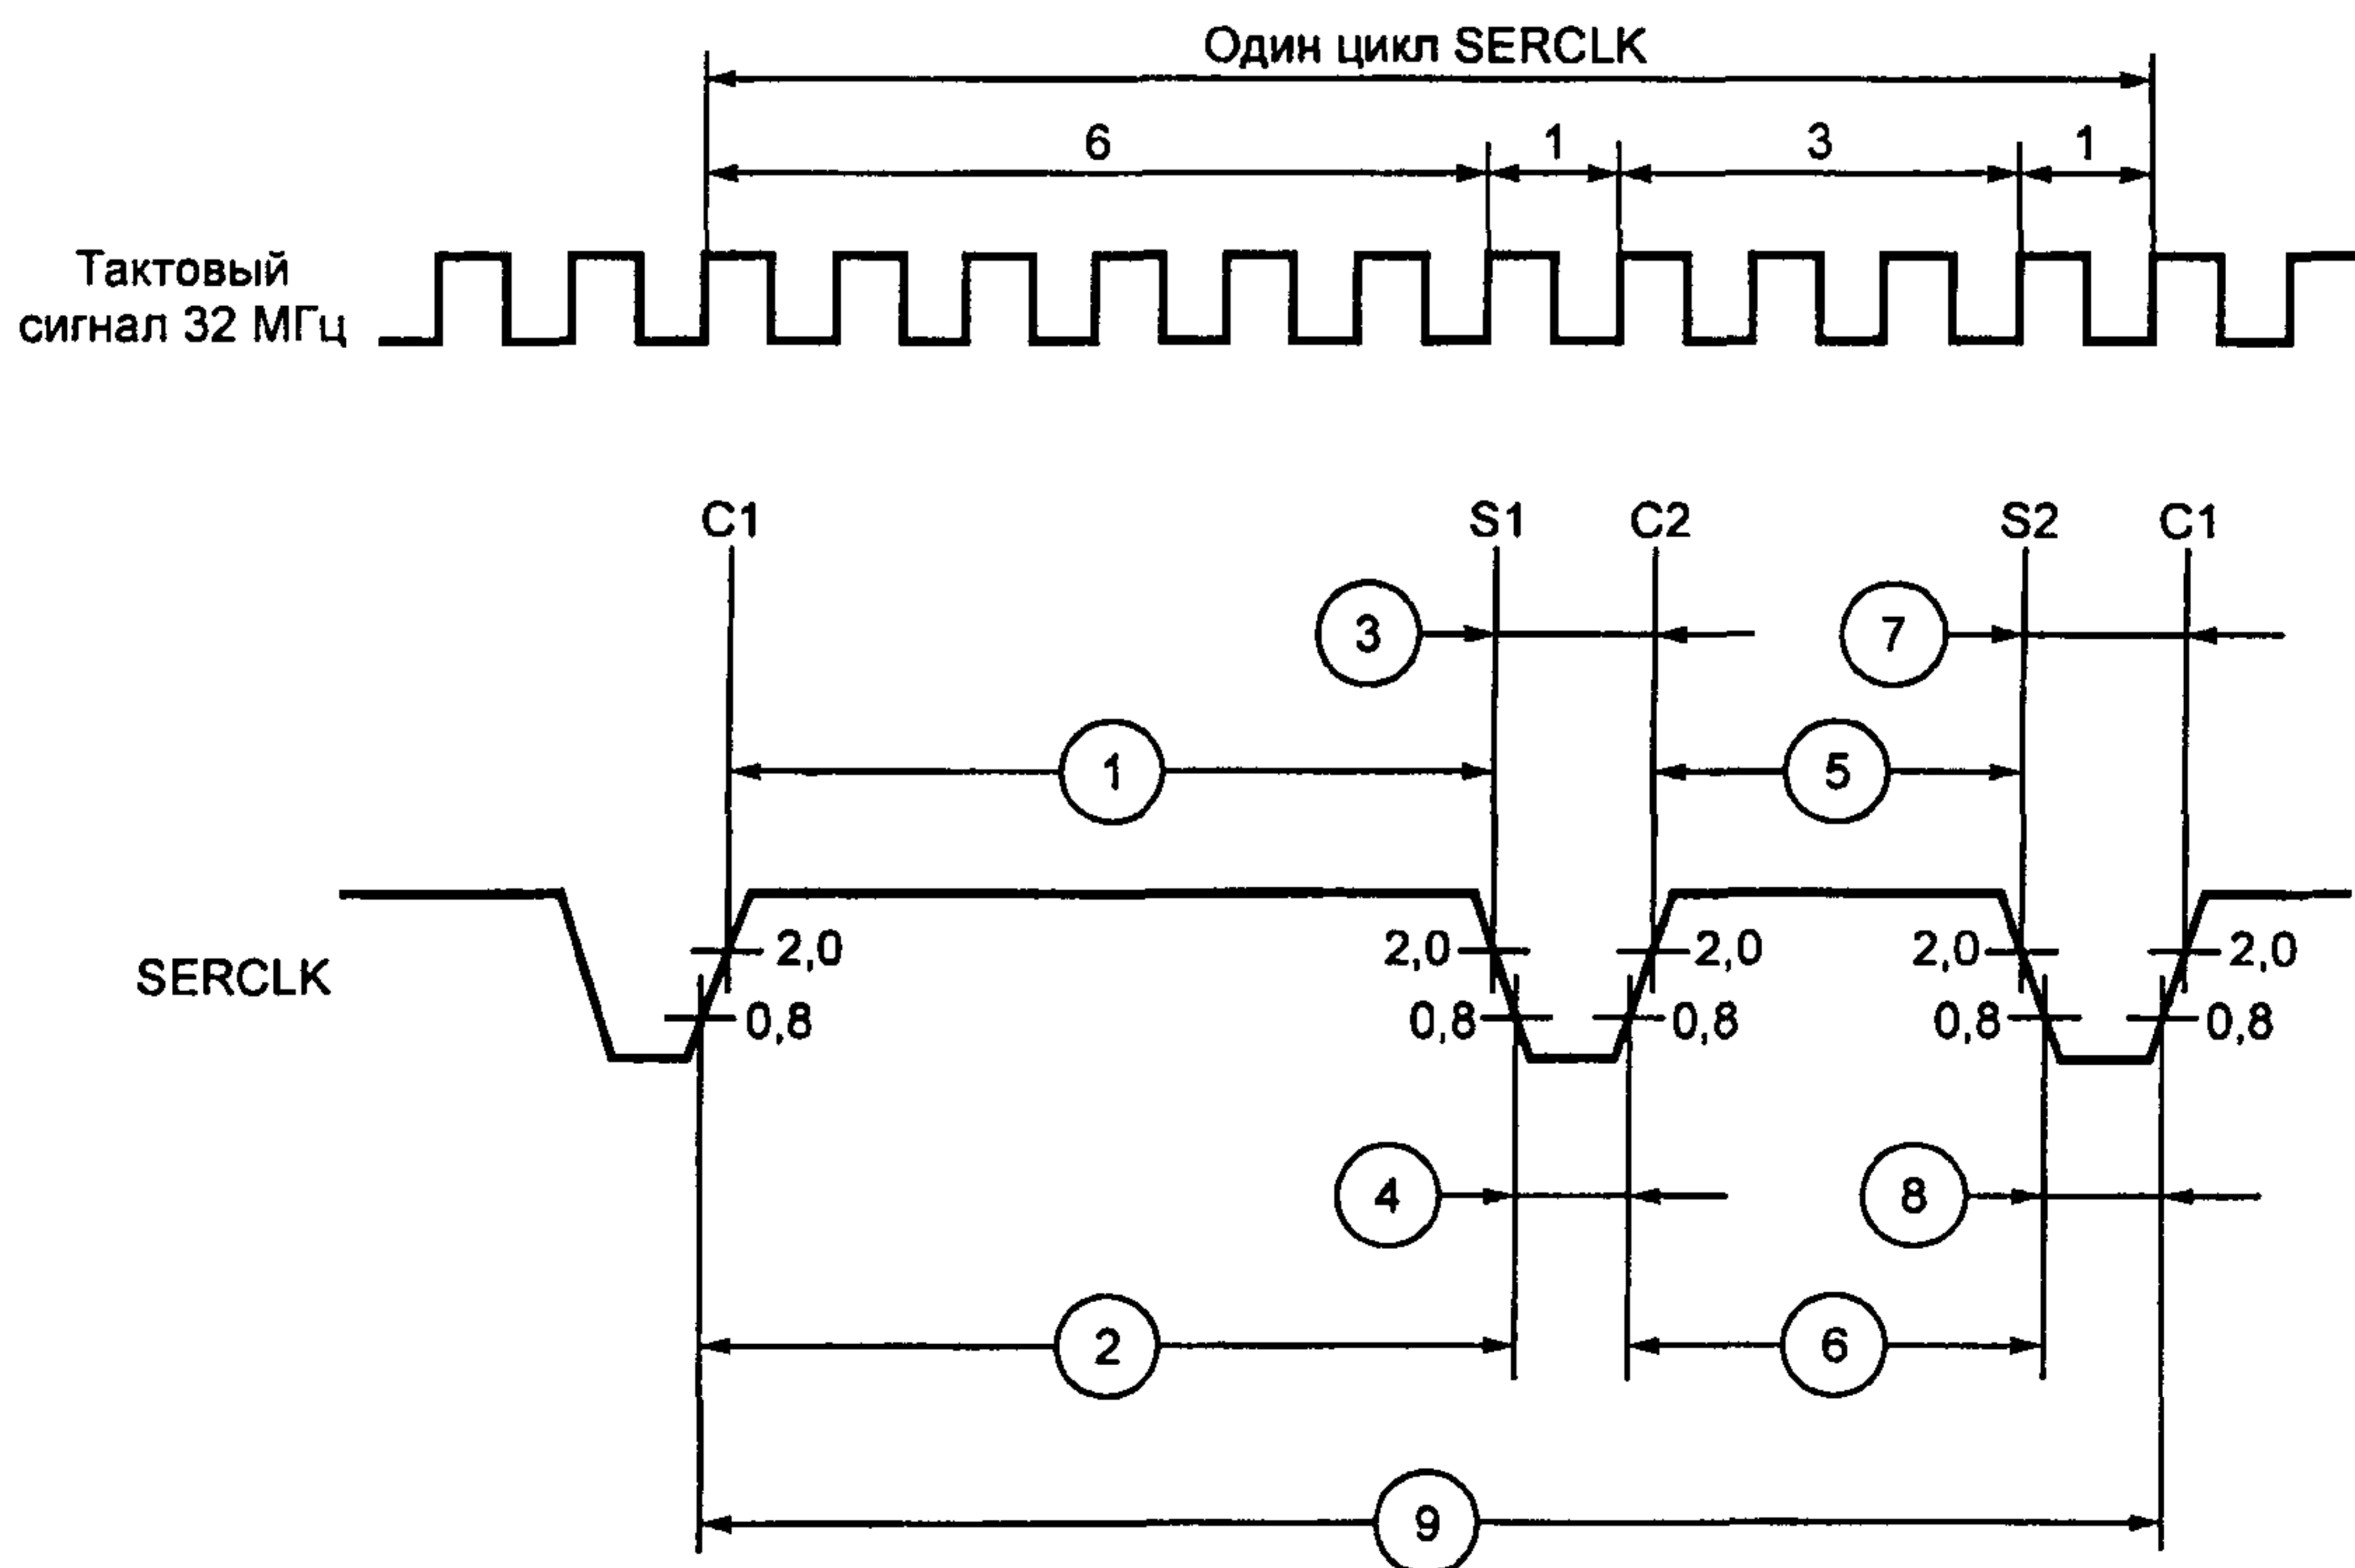 Один цикл SERCLK
6 1 3 1
Тактовый
сигнал 32 МГц
C1 S1 C2 S2 C1
3 7
1 5
2,0 2,0 2,0 2,0 2,0
SERCLK
0,8 0,8 0,8 0,8 0,8
4 8
2 6
9